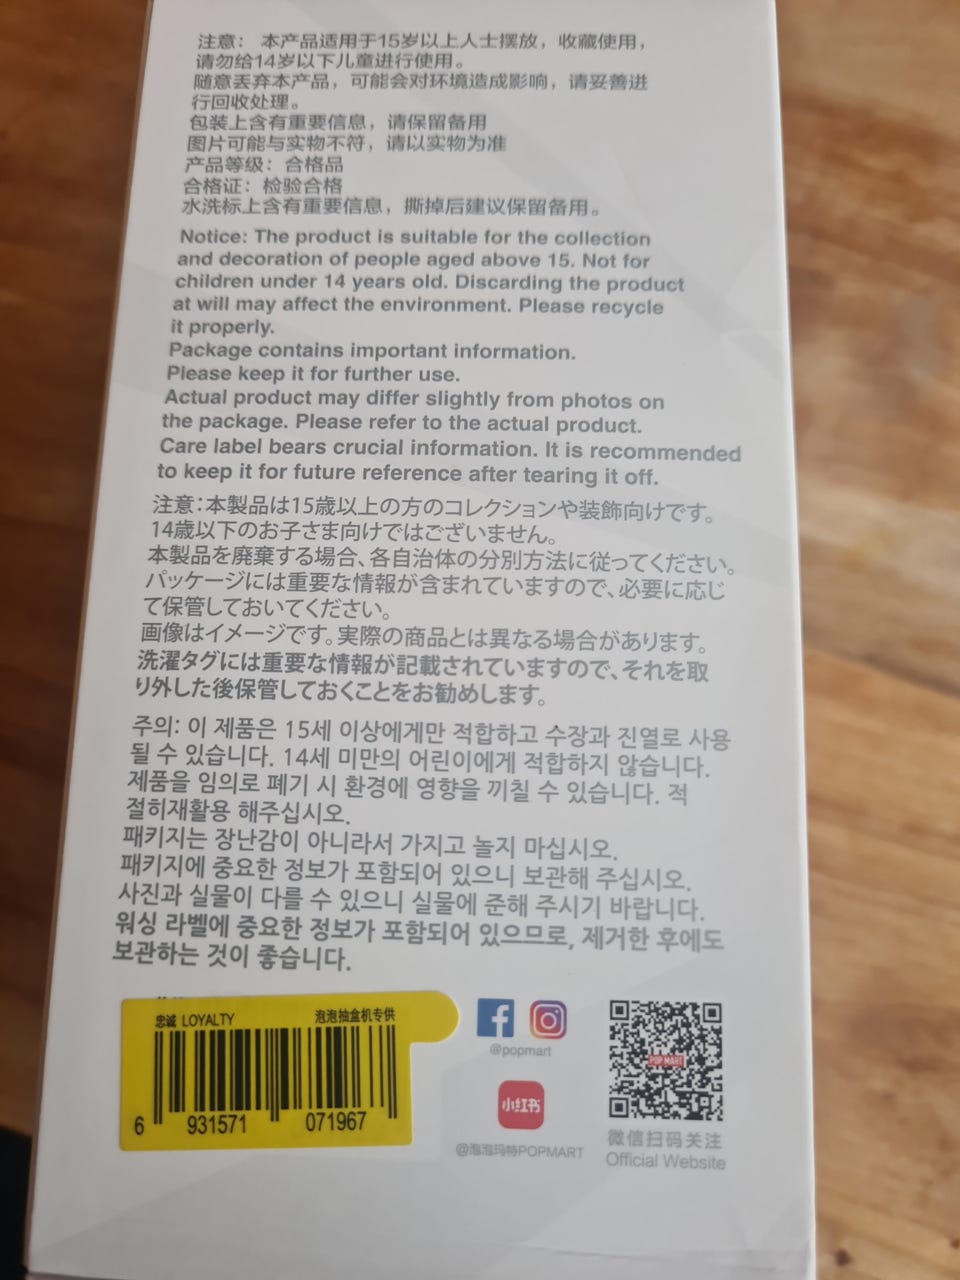 注意： 本产品适用于15岁以上人士摆放，收藏使用，
请勿给14岁以下儿童进行使用。
随意丢弃本产品，可能会对环境造成影响，请妥善进
行回收处理。
包装上含有重要信息，请保留备用
图片可能与实物不符，请以实物为准
产品等级：合格品
合格证：检验合格
水洗标上含有重要信息，撕掉后建议保留备用。
Notice: The product is suitable for the collection
and decoration of people aged above 15. Not for
children under 14 years old. Discarding the product
at will may affect the environment. Please recycle
it properly.
Package contains important information.
Please keep it for further use.
Actual product may differ slightly from photos on
the package. Please refer to the actual product.
Care label bears crucial information. It is recommended
to keep it for future reference after tearing it off.
注意：本製品は15歳以上の方のコレクションや装飾向けです。
14歳以下のお子さま向けではございません。
本製品を廃棄する場合、各自治体の分別方法に従ってください。
パッケージには重要な情報が含まれていますので、必要に応じ
て保管しておいてください。
画像はイメージです。実際の商品とは異なる場合があります。
洗濯タグには重要な情報が記載されていますので、それを取
り外した後保管しておくことをお勧めします。
주의: 이 제품은 15세 이상에게만 적합하고 수장과 진열로 사용
될 수 있습니다. 14세 미만의 어린이에게 적합하지 않습니다.
제품을 임의로 폐기 시 환경에 영향을 끼칠 수 있습니다. 적
절히재활용 해주십시오.
패키지는 장난감이 아니라서 가지고 놀지 마십시오.
패키지에 중요한 정보가 포함되어 있으니 보관해 주십시오.
사진과 실물이 다를 수 있으니 실물에 준해 주시기 바랍니다.
워싱 라벨에 중요한 정보가 포함되어 있으므로, 제거한 후에도
보관하는 것이 좋습니다.
忠诚 LOYALTY 泡泡抽盒机专供
6 931571 071967
@popmart
小红书
@泡泡玛特POPMART
POP MART
微信扫码关注
Official Website